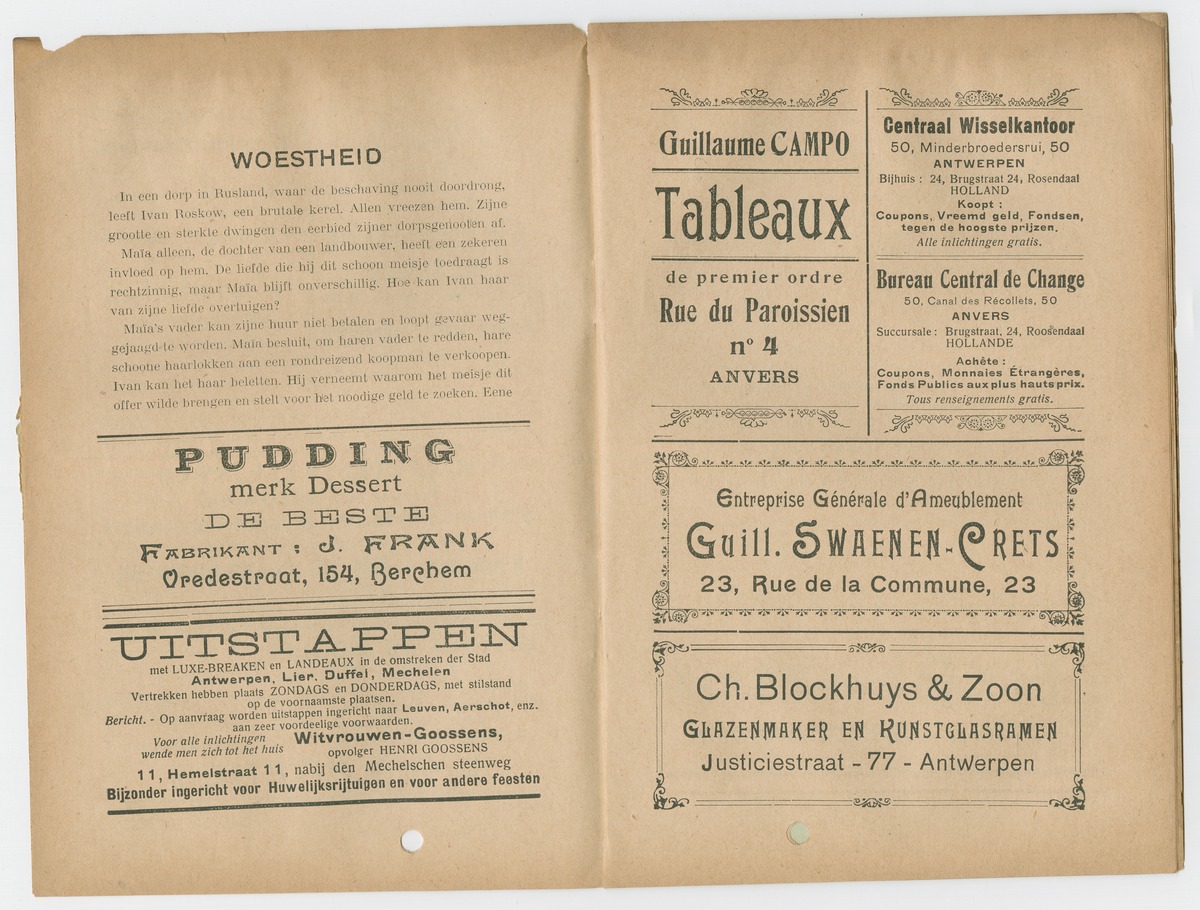 WOESTHEID
In een dorp in Rusland, waar de beschaving nooit doordrong,
leeft Ivan Roskow, een brutale kerel. Allen vreezen hem. Zijne
grootte en sterkte dwingen den eerbied zijner dorpsgenooten af.
Maïa alleen, de dochter van een landbouwer, heeft een zekeren
invloed op hem. De liefde die hij dit schoon meisje toedraagt is
rechtzinnig, maar Maïa blijft onverschillig. Hoe kan Ivan haar
van zijne liefde overtuigen?
Maïa's vader kan zijne huur niet betalen en loopt gevaar weg-
gejaagd te worden. Maïa besluit, om haren vader te redden, hare
schoone haarlokken aan een rondreizend koopman te verkoopen.
Ivan kan het haar beletten. Hij verneemt waarom het meisje dit
offer wilde brengen en stelt voor het noodige geld te zoeken. Eene
PUDDING
merk Dessert
DE BESTE
FABRIKANT : J. FRANK
Vredestraat, 154, Berchem
UITSTAPPEN
met LUXE-BREAKEN en LANDEAUX in de omstreken der Stad
Antwerpen, Lier, Duffel, Mechelen
Vertrekken hebben plaats ZONDAGS en DONDERDAGS, met stilstand
op de voornaamste plaatsen.
Bericht. - Op aanvraag worden uitstappen ingericht naar Leuven, Aerschot, enz.
aan zeer voordeelige voorwaarden.
Voor alle inlichtingen
wende men zich tot het huis
Witvrouwen-Goossens,
opvolger HENRI GOOSSENS
11, Hemelstraat 11, nabij den Mechelschen steenweg
Bijzonder ingericht voor Huwelijksrijtuigen en voor andere feesten
Guillaume CAMPO
Tableaux
de premier ordre
Rue du Paroissien
nº 4
ANVERS
Centraal Wisselkantoor
50, Minderbroedersrui, 50
ANTWERPEN
Bijhuis : 24, Brugstraat 24, Rosendaal
HOLLAND
Koopt :
Coupons, Vreemd geld, Fondsen,
tegen de hoogste prijzen.
Alle inlichtingen gratis.
Bureau Central de Change
50, Canal des Récollets, 50
ANVERS
Succursale : Brugstraat, 24, Roosendaal
HOLLANDE
Achête :
Coupons, Monnaies Étrangères,
Fonds Publics aux plus hauts prix.
Tous renseignements gratis.
Entreprise Générale d'Ameublement
Guill. SWAENEN-CRETS
23, Rue de la Commune, 23
Ch. Blockhuys & Zoon
GLAZENMAKER EN KUNSTGLASRAMEN
Justiciestraat - 77 - Antwerpen